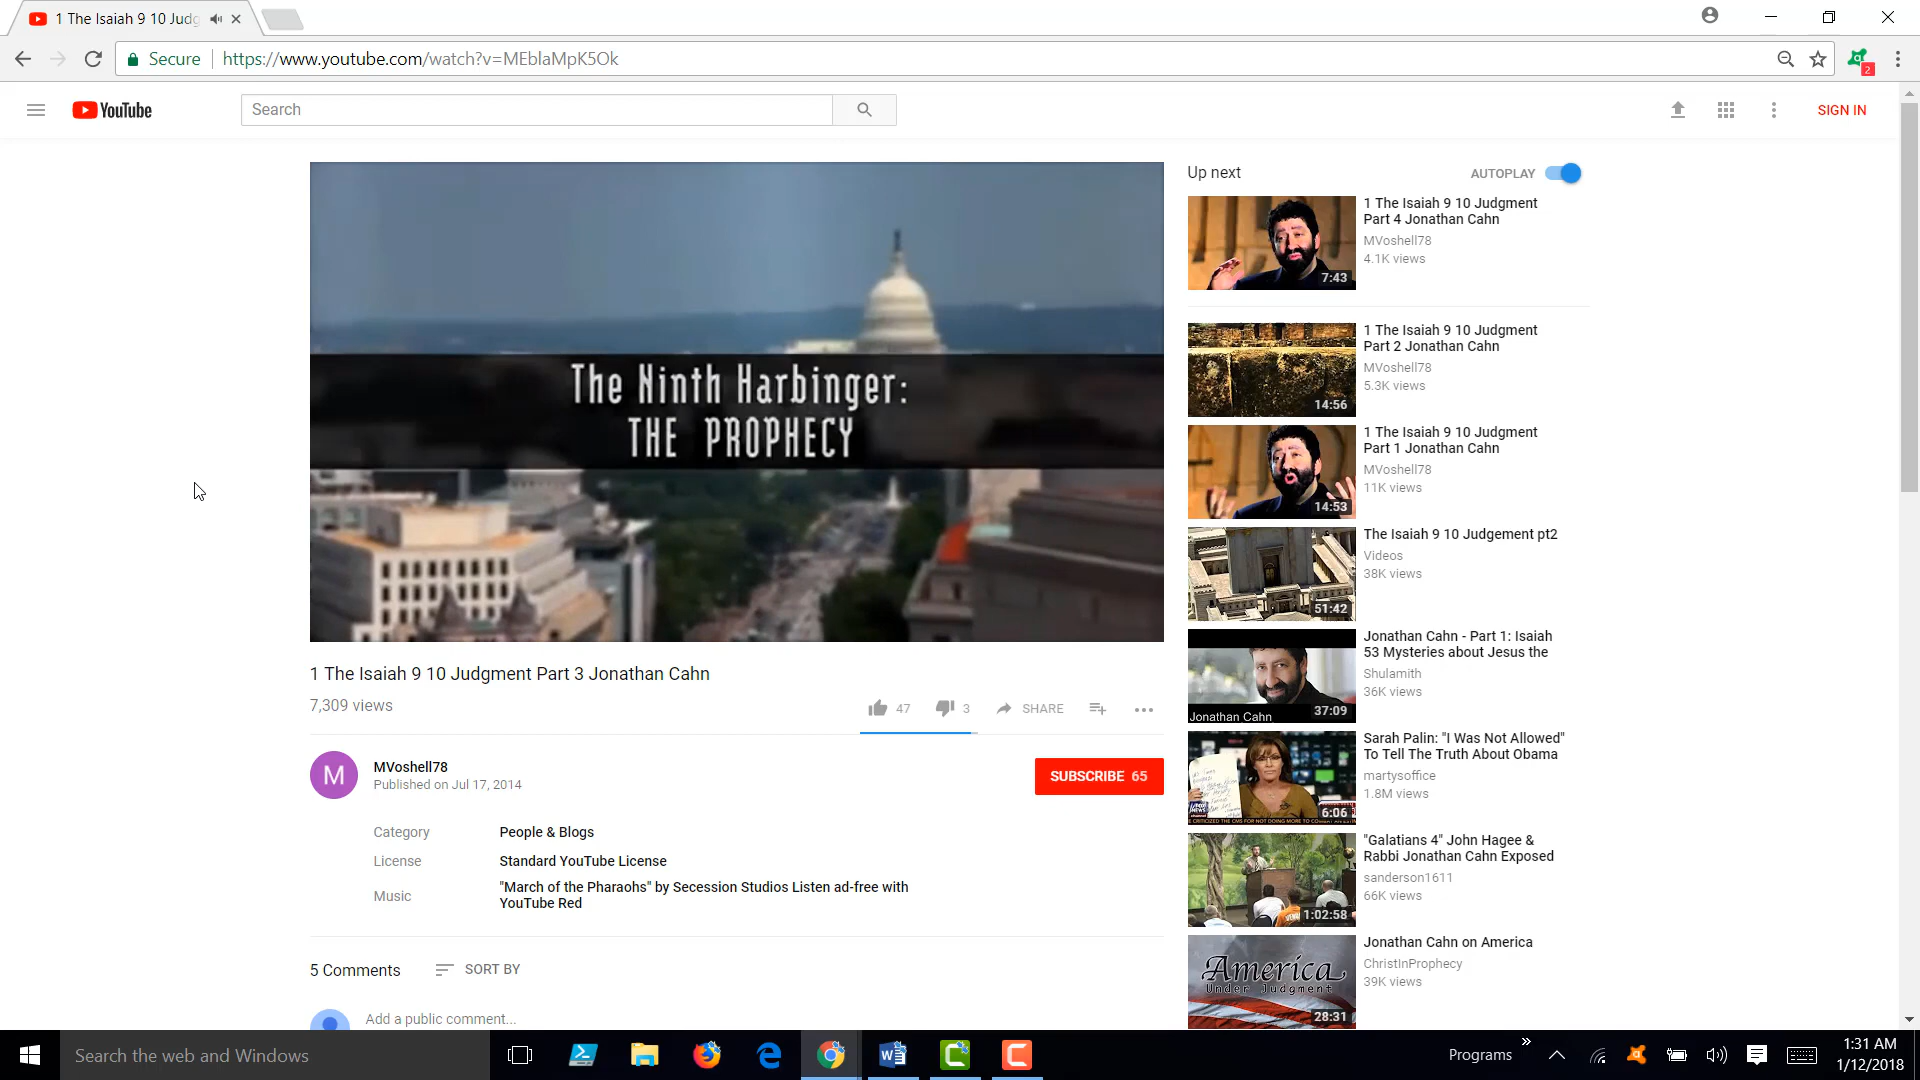 1 The Isaiah 9 10 Judg
Secure
https://www.youtube.com/watch?v=MEblaMpK5Ok
2
YouTube
Search
SIGN IN
The Ninth Harbinger:
THE PROPHECY
1 The Isaiah 9 10 Judgment Part 3 Jonathan Cahn
7,309 views
47
3
SHARE
M
MVoshell78
Published on Jul 17, 2014
SUBSCRIBE 65
Category
People & Blogs
License
Standard YouTube License
Music
"March of the Pharaohs" by Secession Studios Listen ad-free with
YouTube Red
5 Comments
SORT BY
Add a public comment...
Up next
AUTOPLAY
1 The Isaiah 9 10 Judgment
Part 4 Jonathan Cahn
MVoshell78
4.1K views
7:43
1 The Isaiah 9 10 Judgment
Part 2 Jonathan Cahn
MVoshell78
5.3K views
14:56
1 The Isaiah 9 10 Judgment
Part 1 Jonathan Cahn
MVoshell78
11K views
14:53
The Isaiah 9 10 Judgement pt2
Videos
38K views
51:42
Jonathan Cahn - Part 1: Isaiah
53 Mysteries about Jesus the
Shulamith
36K views
Jonathan Cahn
37:09
Sarah Palin: "I Was Not Allowed"
To Tell The Truth About Obama
martysoffice
1.8M views
6:06
"Galatians 4" John Hagee &
Rabbi Jonathan Cahn Exposed
sanderson1611
66K views
1:02:58
Jonathan Cahn on America
ChristInProphecy
39K views
America
Under Judgment
28:31
Search the web and Windows
Programs
1:31 AM
1/12/2018